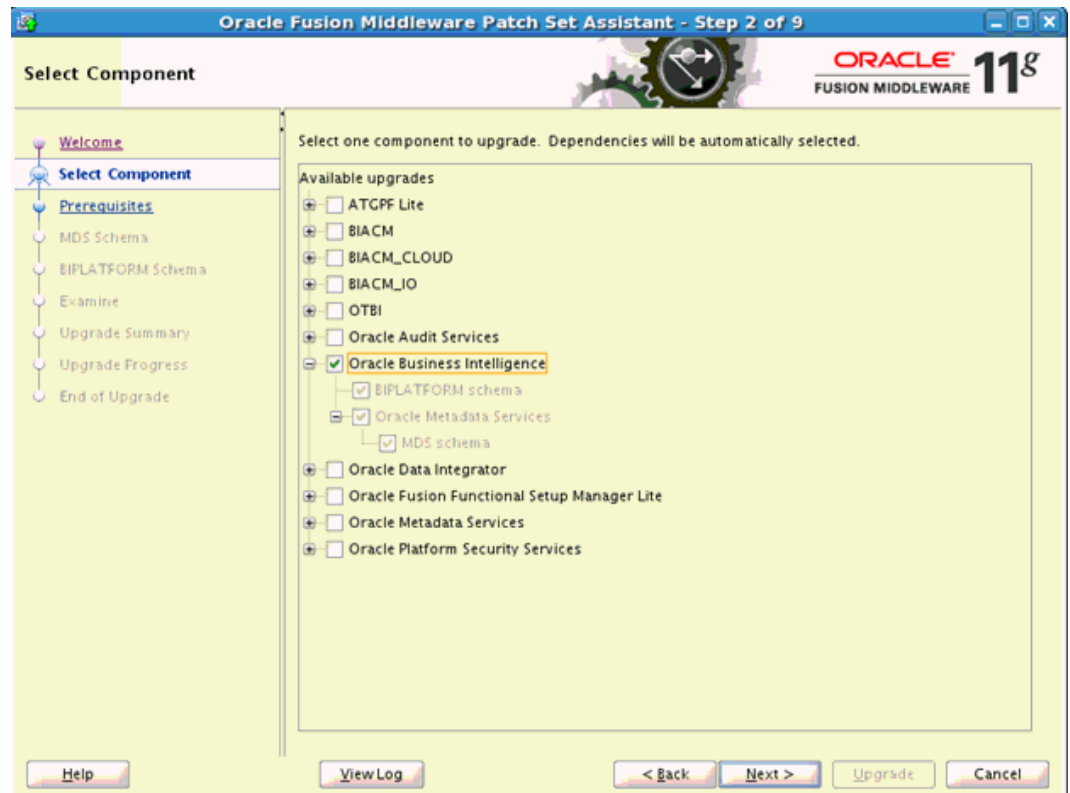 Oracle Fusion Middleware Patch Set Assistant - Step 2 of 9
Select Component
ORACLE
FUSION MIDDLEWARE
11g
Welcome
Select Component
Prerequisites
MDS Schema
BIPLATFORM Schema
Examine
Upgrade Summary
Upgrade Progress
End of Upgrade
Select one component to upgrade. Dependencies will be automatically selected.
Available upgrades
ATGPF Lite
BIACM
BIACM_CLOUD
BIACM_IO
OTBI
Oracle Audit Services
Oracle Business Intelligence
BIPLATFORM schema
Oracle Metadata Services
MDS schema
Oracle Data Integrator
Oracle Fusion Functional Setup Manager Lite
Oracle Metadata Services
Oracle Platform Security Services
Help
View Log
< Back
Next >
Upgrade
Cancel